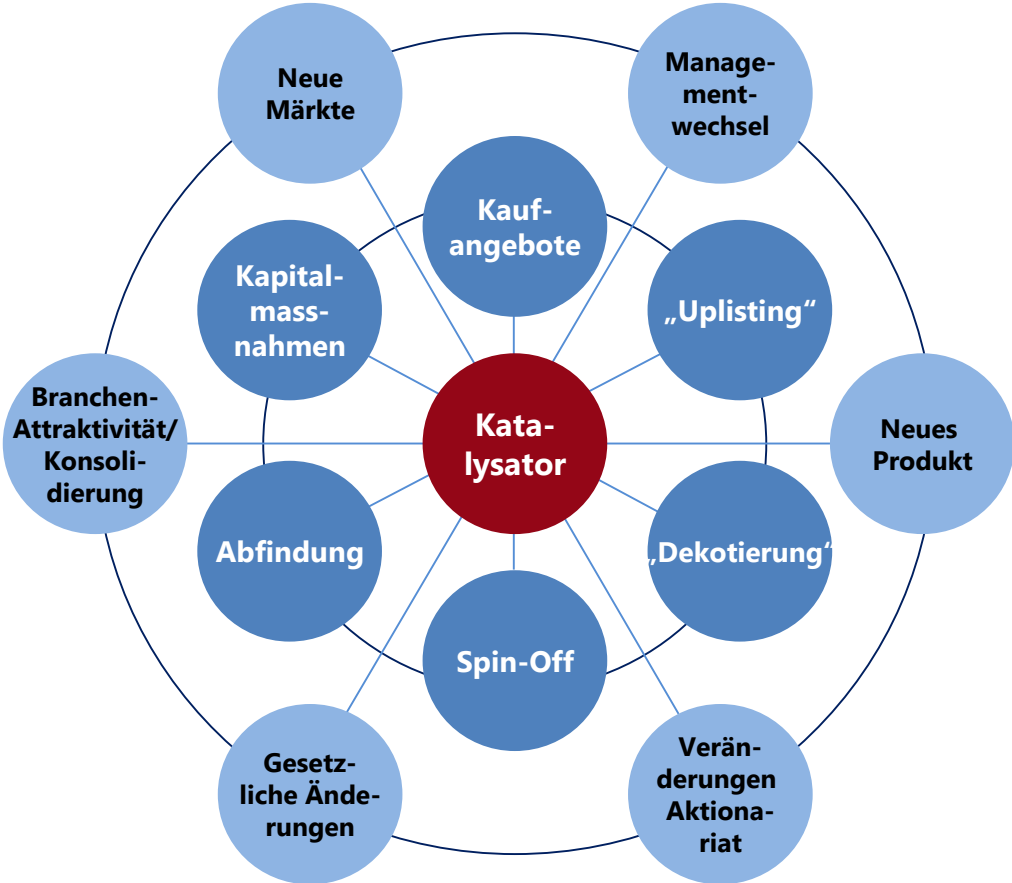 Neue
Märkte
Manage-
ment-
wechsel
Kauf-
angebote
Kapital-
mass-
nahmen
„Uplisting“
Branchen-
Attraktivität/
Konsoli-
dierung
Kata-
lysator
Neues
Produkt
Abfindung
„Dekotierung“
Spin-Off
Gesetz-
liche Ände-
rungen
Verän-
derungen
Aktiona-
riat